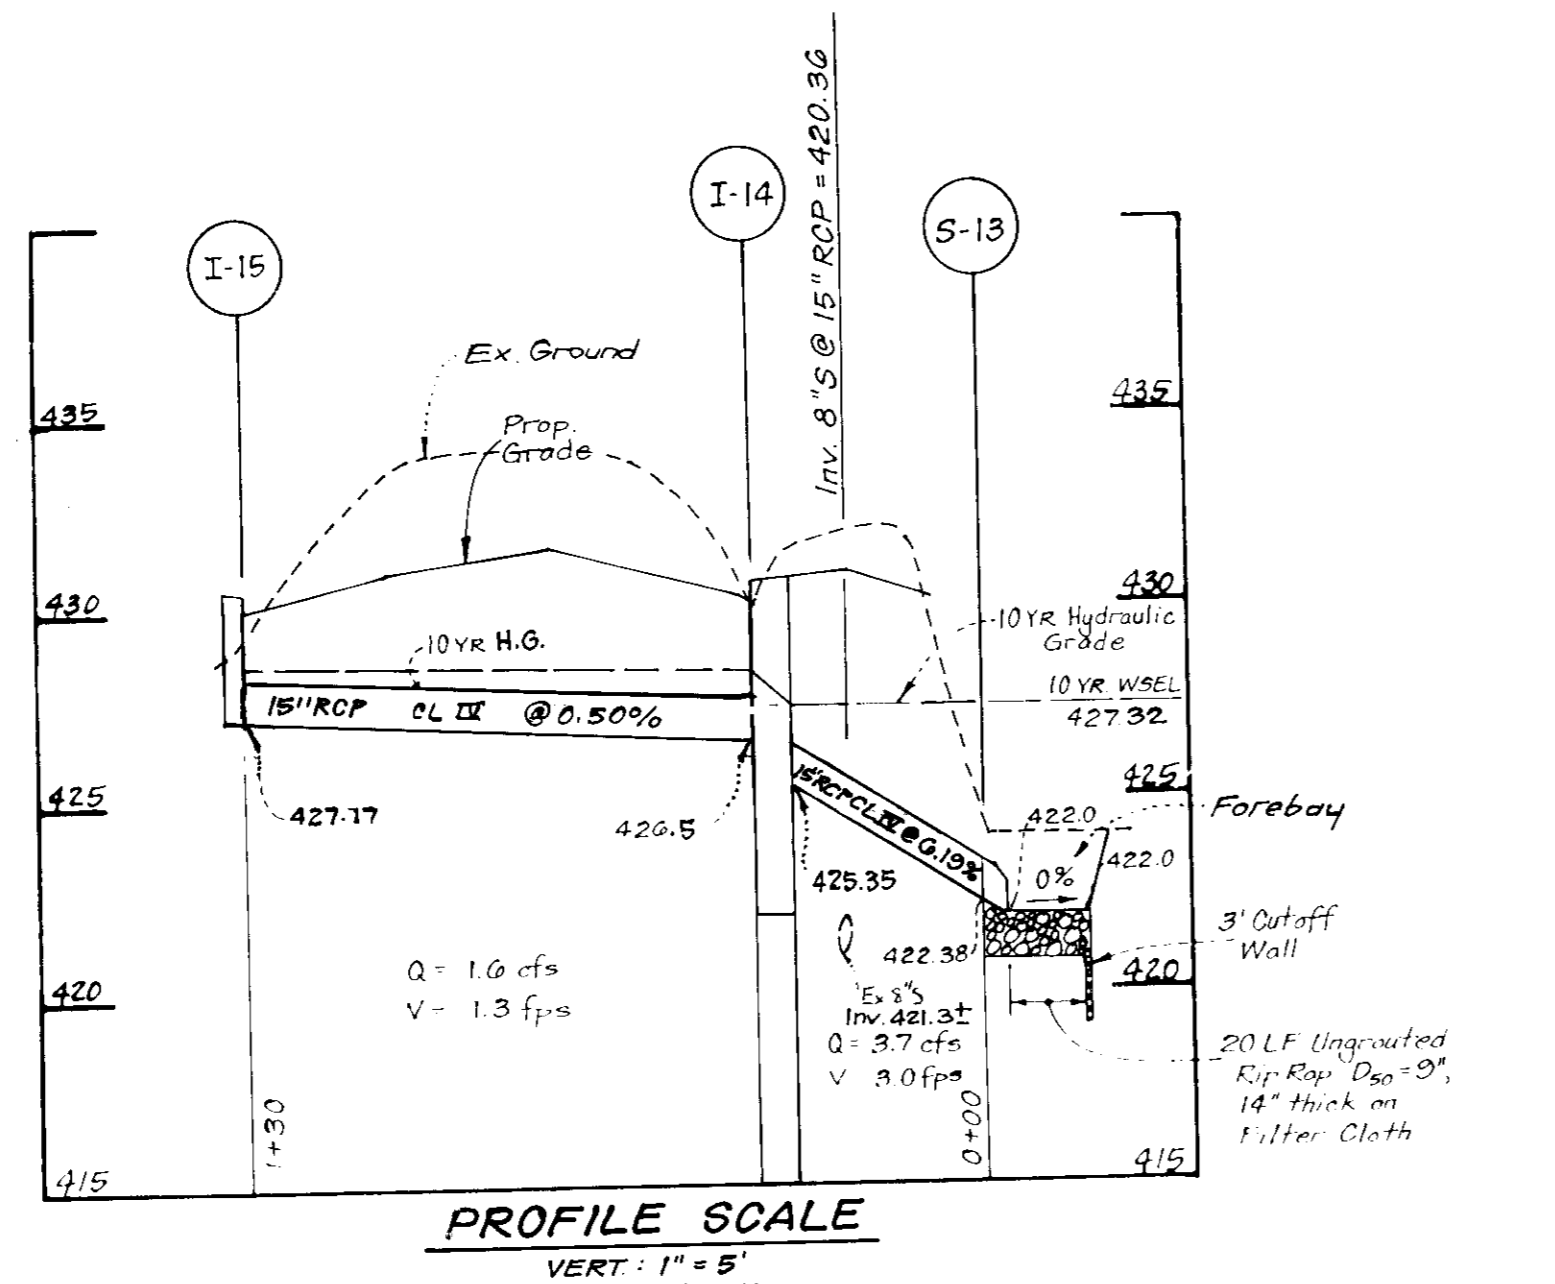 I-15
I-14
S-13
Inv. 8"S @ 15" RCP = 420.36
Ex. Ground
Prop.
Grade
435
435
430
430
10 YR H.G.
10 YR Hydraulic
Grade
10 YR. WSEL
427.32
15" RCP CL IV @ 0.50%
15" RCP CL IV @ 6.19%
425
425
427.17
426.5
425.35
422.0
Forebay
422.0
0%
3' Cutoff
Wall
422.38
420
420
Q = 1.6 cfs
V = 1.3 fps
Ex 8"S
Inv. 421.3±
Q = 3.7 cfs
V 3.0 fps
20 LF Ungrouted
Rip Rap D50 = 9",
14" thick on
Filter Cloth
1+30
0+00
415
415
PROFILE SCALE
VERT. : 1" = 5'